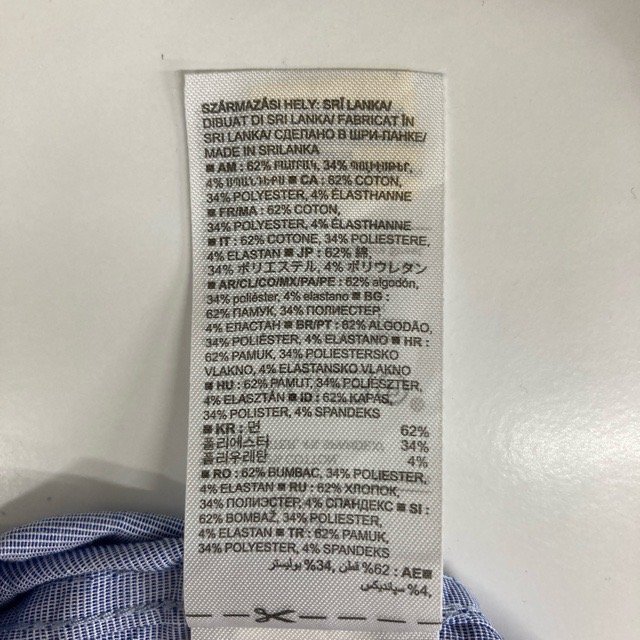 SZÁRMAZÁSI HELY: SRÍ LANKA/
DIBUAT DI SRI LANKA/ FABRICAT ÎN
SRI LANKA/ СДЕЛАНО В ШРИ-ЛАНКЕ/
MADE IN SRILANKA
■ AM : 62% ԲԱՄԲԱԿ, 34% ՊՈԼԻԷՍԹԵՐ,
4% ■ CA : 62% COTON,
34% POLYESTER, 4% ÉLASTHANNE
■ FR/MA : 62% COTON,
34% POLYESTER, 4% ÉLASTHANNE
■ IT : 62% COTONE, 34% POLIESTERE,
4% ELASTAN ■ JP : 62% 綿,
34% ポリエステル, 4% ポリウレタン
■ AR/CL/CO/MX/PA/PE : 62% algodón,
34% poliéster, 4% elastano ■ BG :
62% ПАМУК, 34% ПОЛИЕСТЕР,
4% ЕЛАСТАН ■ BR/PT : 62% ALGODÃO,
34% POLIÉSTER, 4% ELASTANO ■ HR :
62% PAMUK, 34% POLIESTERSKO
VLAKNO, 4% ELASTANSKO VLAKNO
■ HU : 62% PAMUT, 34% POLIÉSZTER,
4% ELASZTÁN ■ ID : 62% KAPAS,
34% POLISTER, 4% SPANDEKS
■ KR : 면 62%
폴리에스터 34%
폴리우레탄 4%
■ RO : 62% BUMBAC, 34% POLIESTER,
4% ELASTAN ■ RU : 62% ХЛОПОК,
34% ПОЛИЭСТЕР, 4% СПАНДЕКС ■ SI :
62% BOMBAŽ, 34% POLIESTER,
4% ELASTAN ■ TR : 62% PAMUK,
34% POLYESTER, 4% SPANDEKS
■AE : 62% قطن, 34% بوليستر,
4% سباندیکس